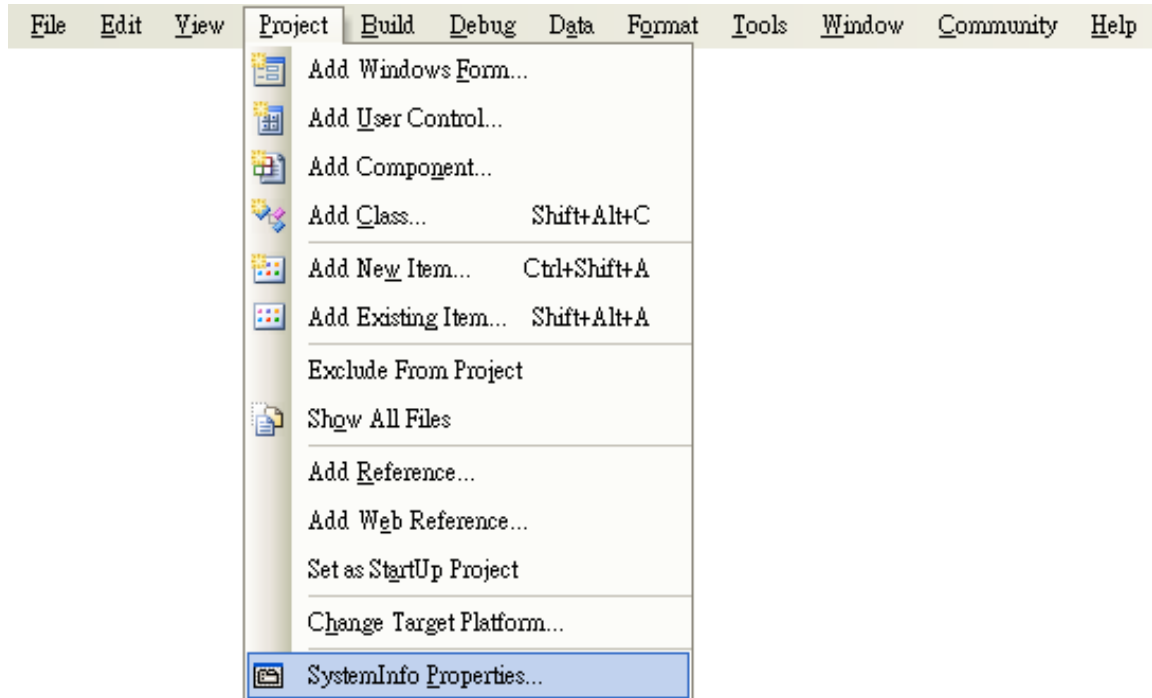 File Edit View Project Build Debug Data Format Tools Window Community Help
Add Windows Form...
Add User Control...
Add Component...
Add Class... Shift+Alt+C
Add New Item... Ctrl+Shift+A
Add Existing Item... Shift+Alt+A
Exclude From Project
Show All Files
Add Reference...
Add Web Reference...
Set as StartUp Project
Change Target Platform...
SystemInfo Properties...